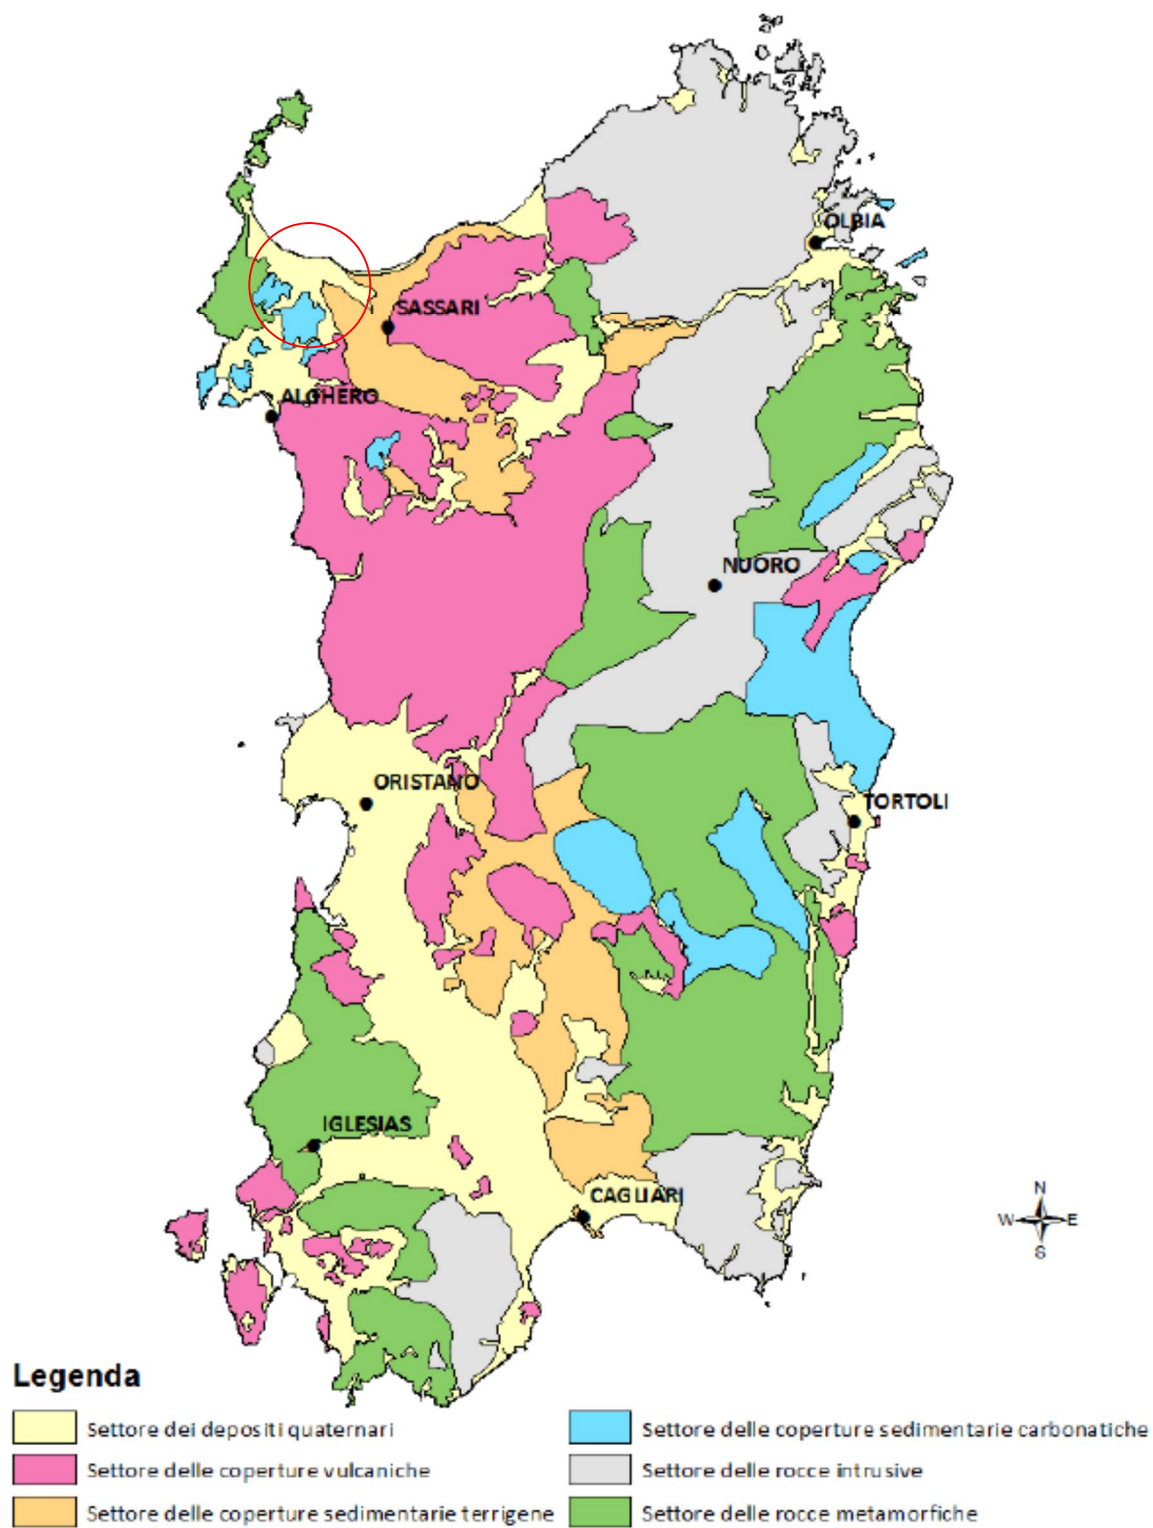 OLBIA
SASSARI
ALGHERO
NUORO
ORISTANO
TORTOLI
IGLESIAS
CAGLIARI
N
W E
S
Legenda
Settore dei depositi quaternari
Settore delle coperture vulcaniche
Settore delle coperture sedimentarie terrigene
Settore delle coperture sedimentarie carbonatiche
Settore delle rocce intrusive
Settore delle rocce metamorfiche